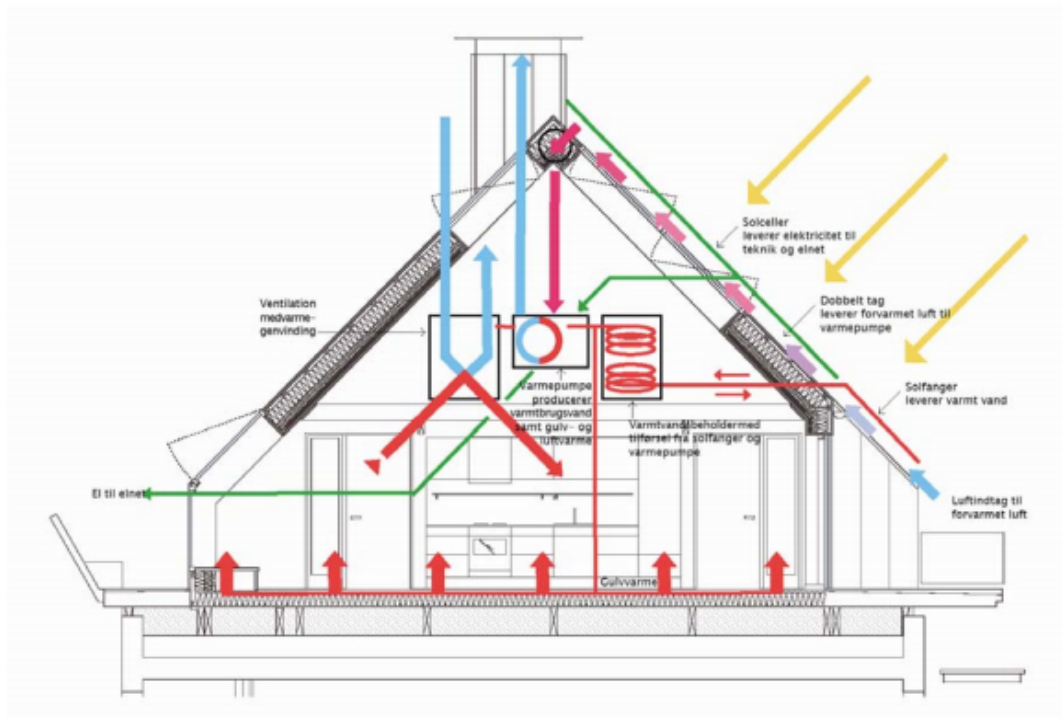 Solceller
leverer elektricitet til
teknik og elnet
Ventilation
medvarme-
genvinding
Dobbelt tag
leverer forvarmet luft til
varmepumpe
Varmepumpe
producerer
varmtbrugsvand
samt gulv- og
luftvarme
Varmtvandsbeholdermed
tilførsel fra solfanger og
varmepumpe
Solfanger
leverer varmt vand
El til elnet
Luftindtag til
forvarmet luft
Gulvvarme